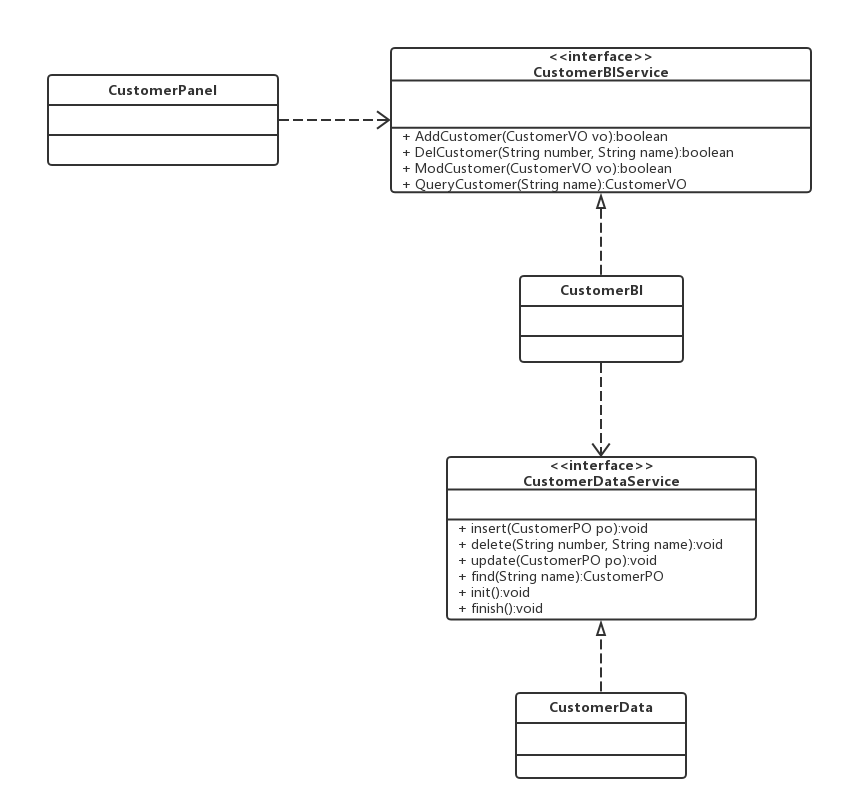 CustomerPanel
<<interface>>
CustomerBlService
+ AddCustomer(CustomerVO vo):boolean
+ DelCustomer(String number, String name):boolean
+ ModCustomer(CustomerVO vo):boolean
+ QueryCustomer(String name):CustomerVO
CustomerBl
<<interface>>
CustomerDataService
+ insert(CustomerPO po):void
+ delete(String number, String name):void
+ update(CustomerPO po):void
+ find(String name):CustomerPO
+ init():void
+ finish():void
CustomerData